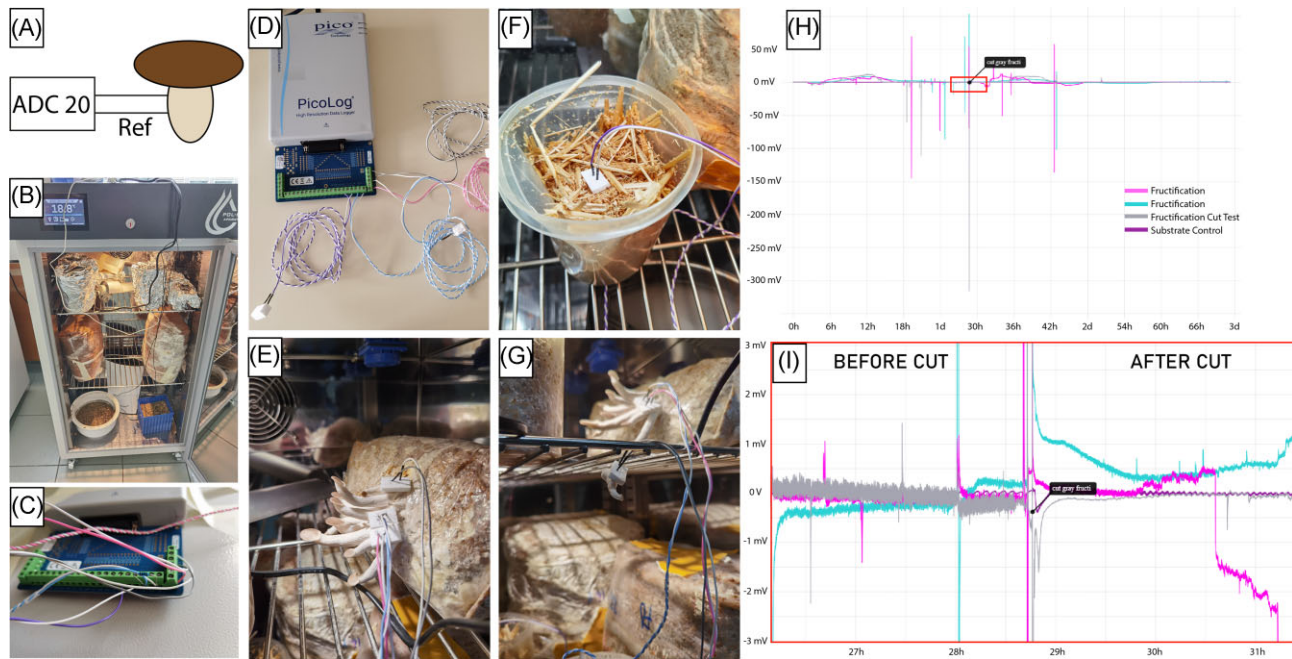 (A)
ADC 20
Ref
(B)
18.8
(C)
(D)
pico
Technology
PicoLog®
High Resolution Data Logger
(E)
(F)
(G)
(H)
50 mV
0 mV
-50 mV
-100 mV
-150 mV
-200 mV
-250 mV
-300 mV
cut gray fracti
Fructification
Fructification
Fructification Cut Test
Substrate Control
0h 6h 12h 18h 1d 30h 36h 42h 2d 54h 60h 66h 3d
(I)
BEFORE CUT AFTER CUT
3 mV
2 mV
1 mV
0 V
-1 mV
-2 mV
-3 mV
cut gray fracti
27h 28h 29h 30h 31h